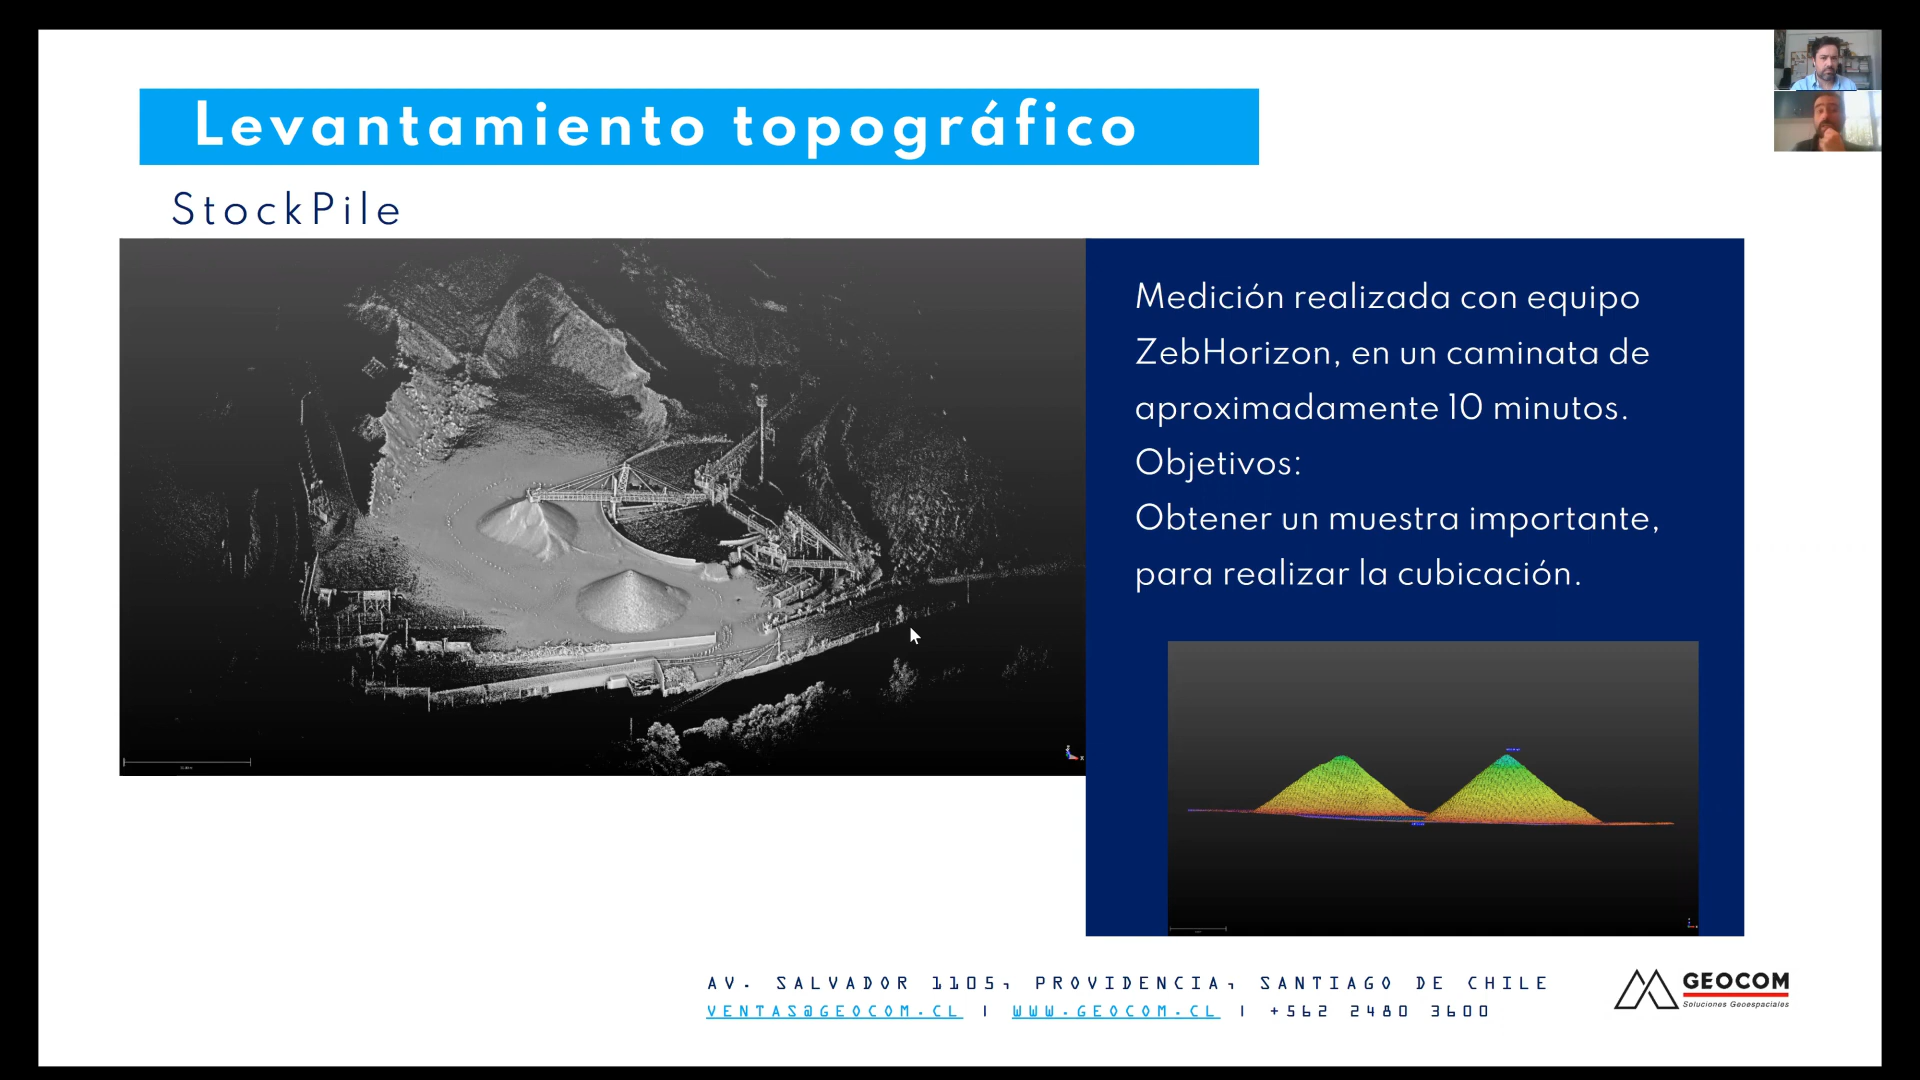 Levantamiento topográfico
StockPile
Medición realizada con equipo
ZebHorizon, en un caminata de
aproximadamente 10 minutos.
Objetivos:
Obtener un muestra importante,
para realizar la cubicación.
AV. SALVADOR 1105, PROVIDENCIA, SANTIAGO DE CHILE
VENTAS@GEOCOM.CL | WWW.GEOCOM.CL | +562 2480 3600
GEOCOM
Soluciones Geoespaciales